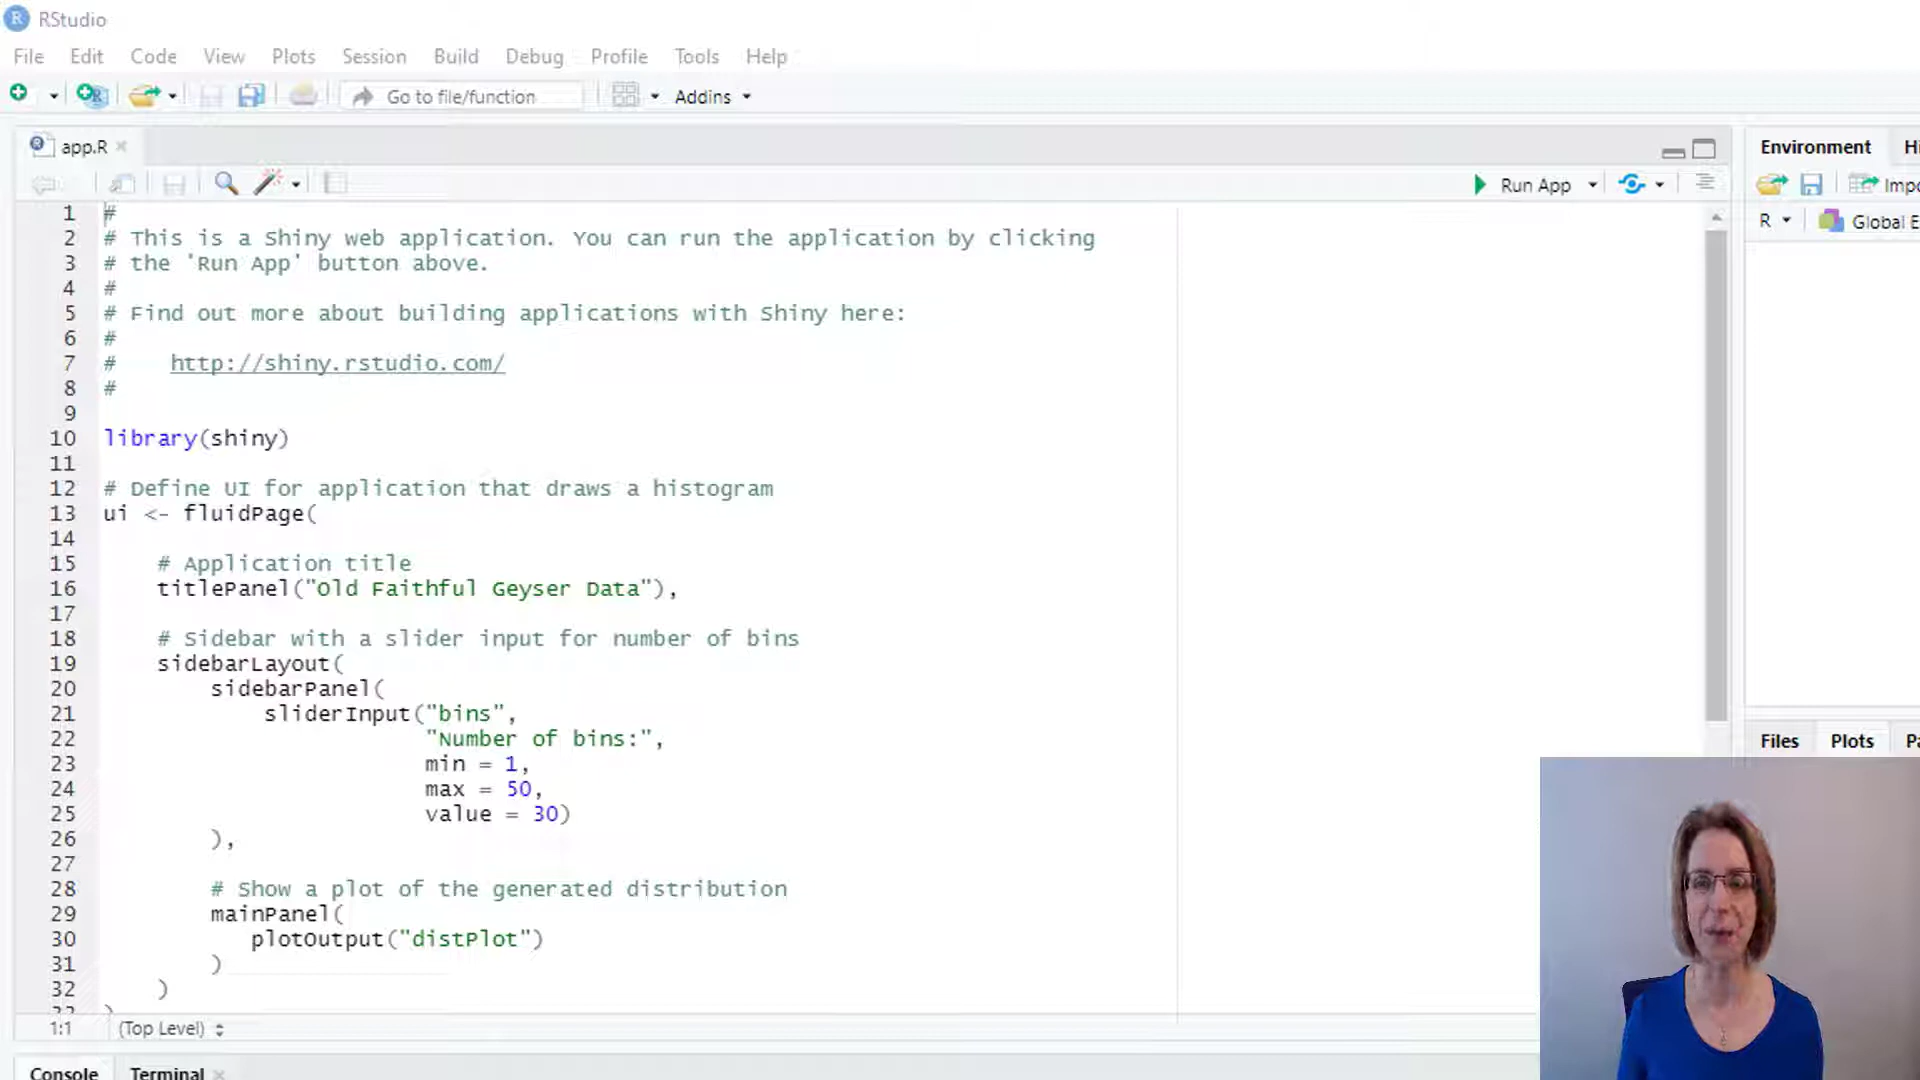 RStudio
File Edit Code View Plots Session Build Debug Profile Tools Help
Go to file/function Addins
app.R
Run App
1 #
2 # This is a Shiny web application. You can run the application by clicking
3 # the 'Run App' button above.
4 #
5 # Find out more about building applications with Shiny here:
6 #
7 #    http://shiny.rstudio.com/
8 #
9
10 library(shiny)
11
12 # Define UI for application that draws a histogram
13 ui <- fluidPage(
14
15     # Application title
16     titlePanel("Old Faithful Geyser Data"),
17
18     # Sidebar with a slider input for number of bins
19     sidebarLayout(
20         sidebarPanel(
21             sliderInput("bins",
22                         "Number of bins:",
23                         min = 1,
24                         max = 50,
25                         value = 30)
26         ),
27
28         # Show a plot of the generated distribution
29         mainPanel(
30            plotOutput("distPlot")
31         )
32     )
1:1 (Top Level)
Console Terminal
Environment
R Global
Files Plots